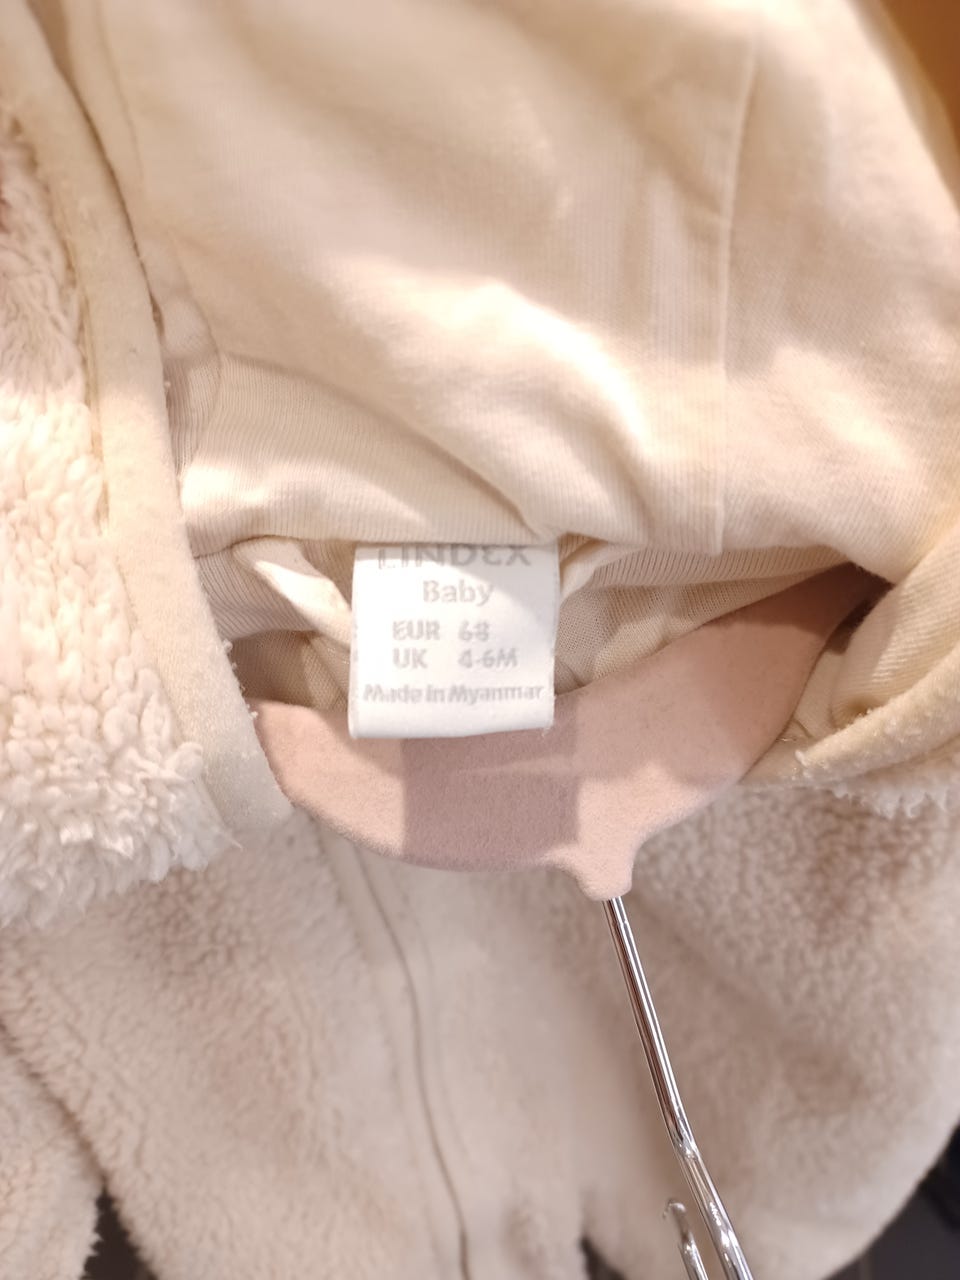 LINDEX
Baby
EUR 68
UK 4-6M
Made in Myanmar